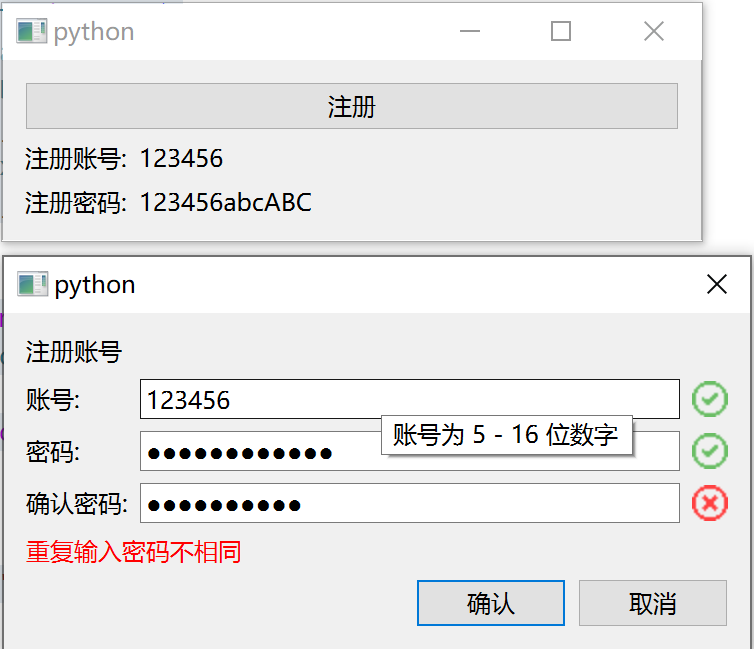 python
注册
注册账号: 123456
注册密码: 123456abcABC
python
注册账号
账号: 123456
账号为 5 - 16 位数字
密码: ●●●●●●●●●●●●
确认密码: ●●●●●●●●●●
重复输入密码不相同
确认 取消